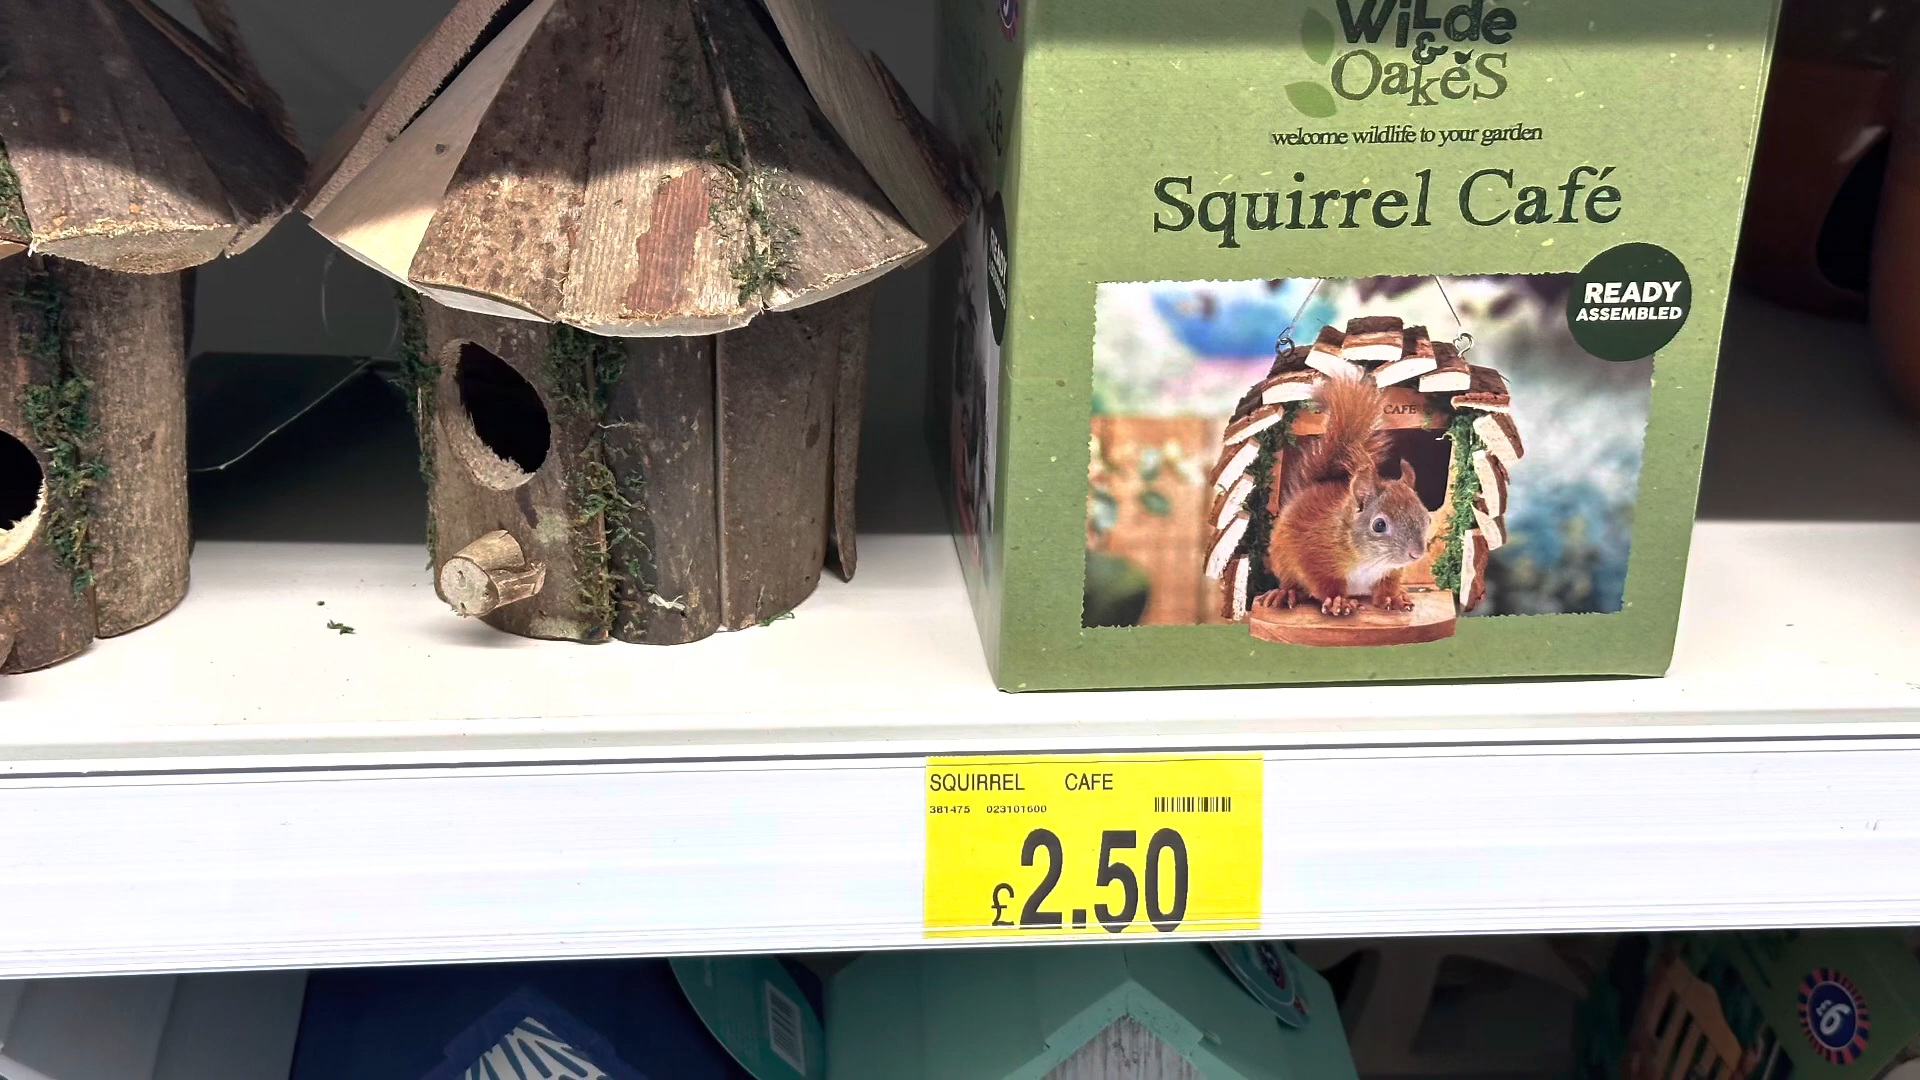 Wilde
&
Oakes
welcome wildlife to your garden
Squirrel Café
READY
ASSEMBLED
CAFE
SQUIRREL CAFE
381475 023101600
£2.50